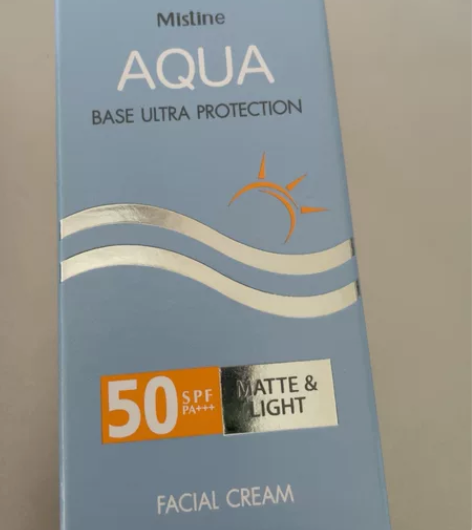 Mistine
AQUA
BASE ULTRA PROTECTION
50 SPF PA+++
MATTE & LIGHT
FACIAL CREAM